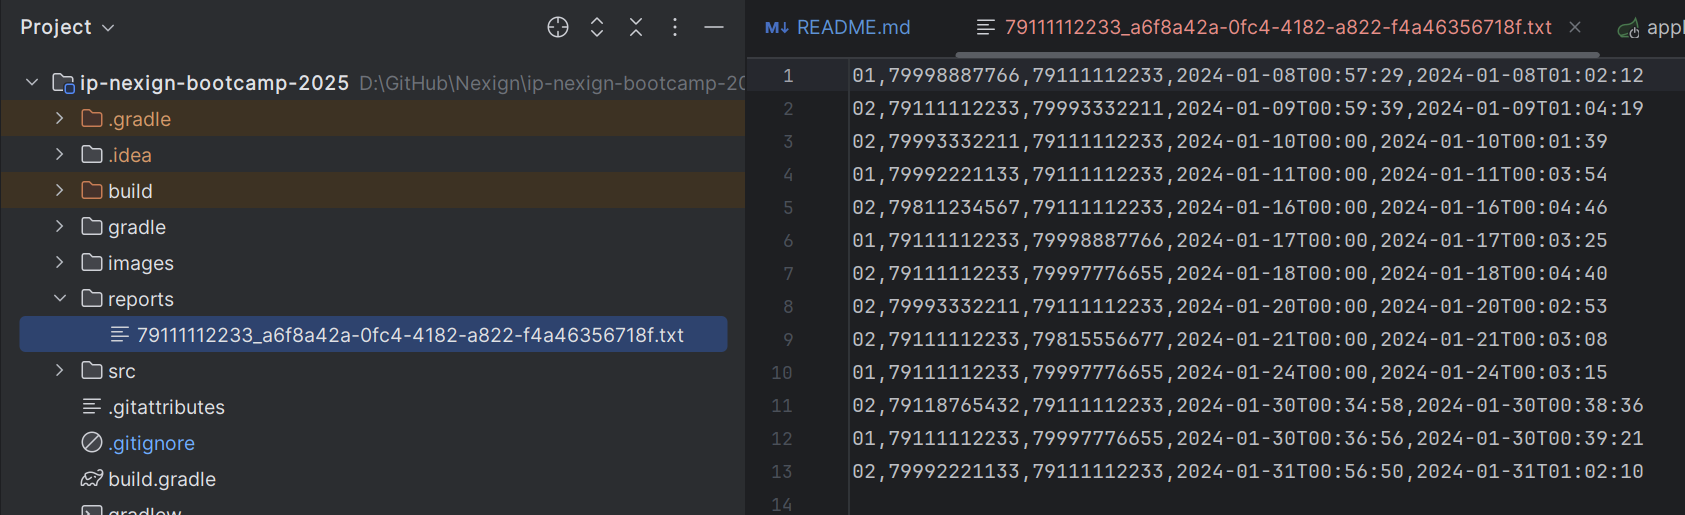 Project
ip-nexign-bootcamp-2025 D:\GitHub\Nexign\ip-nexign-bootcamp-20
.gradle
.idea
build
gradle
images
reports
79111112233_a6f8a42a-0fc4-4182-a822-f4a46356718f.txt
src
.gitattributes
.gitignore
build.gradle
gradlew
M↓ README.md
79111112233_a6f8a42a-0fc4-4182-a822-f4a46356718f.txt
appl
1 01,79998887766,79111112233,2024-01-08T00:57:29,2024-01-08T01:02:12
2 02,79111112233,79993332211,2024-01-09T00:59:39,2024-01-09T01:04:19
3 02,79993332211,79111112233,2024-01-10T00:00,2024-01-10T00:01:39
4 01,79992221133,79111112233,2024-01-11T00:00,2024-01-11T00:03:54
5 02,79811234567,79111112233,2024-01-16T00:00,2024-01-16T00:04:46
6 01,79111112233,79998887766,2024-01-17T00:00,2024-01-17T00:03:25
7 02,79111112233,79997776655,2024-01-18T00:00,2024-01-18T00:04:40
8 02,79993332211,79111112233,2024-01-20T00:00,2024-01-20T00:02:53
9 02,79111112233,79815556677,2024-01-21T00:00,2024-01-21T00:03:08
10 01,79111112233,79997776655,2024-01-24T00:00,2024-01-24T00:03:15
11 02,79118765432,79111112233,2024-01-30T00:34:58,2024-01-30T00:38:36
12 01,79111112233,79997776655,2024-01-30T00:36:56,2024-01-30T00:39:21
13 02,79992221133,79111112233,2024-01-31T00:56:50,2024-01-31T01:02:10
14